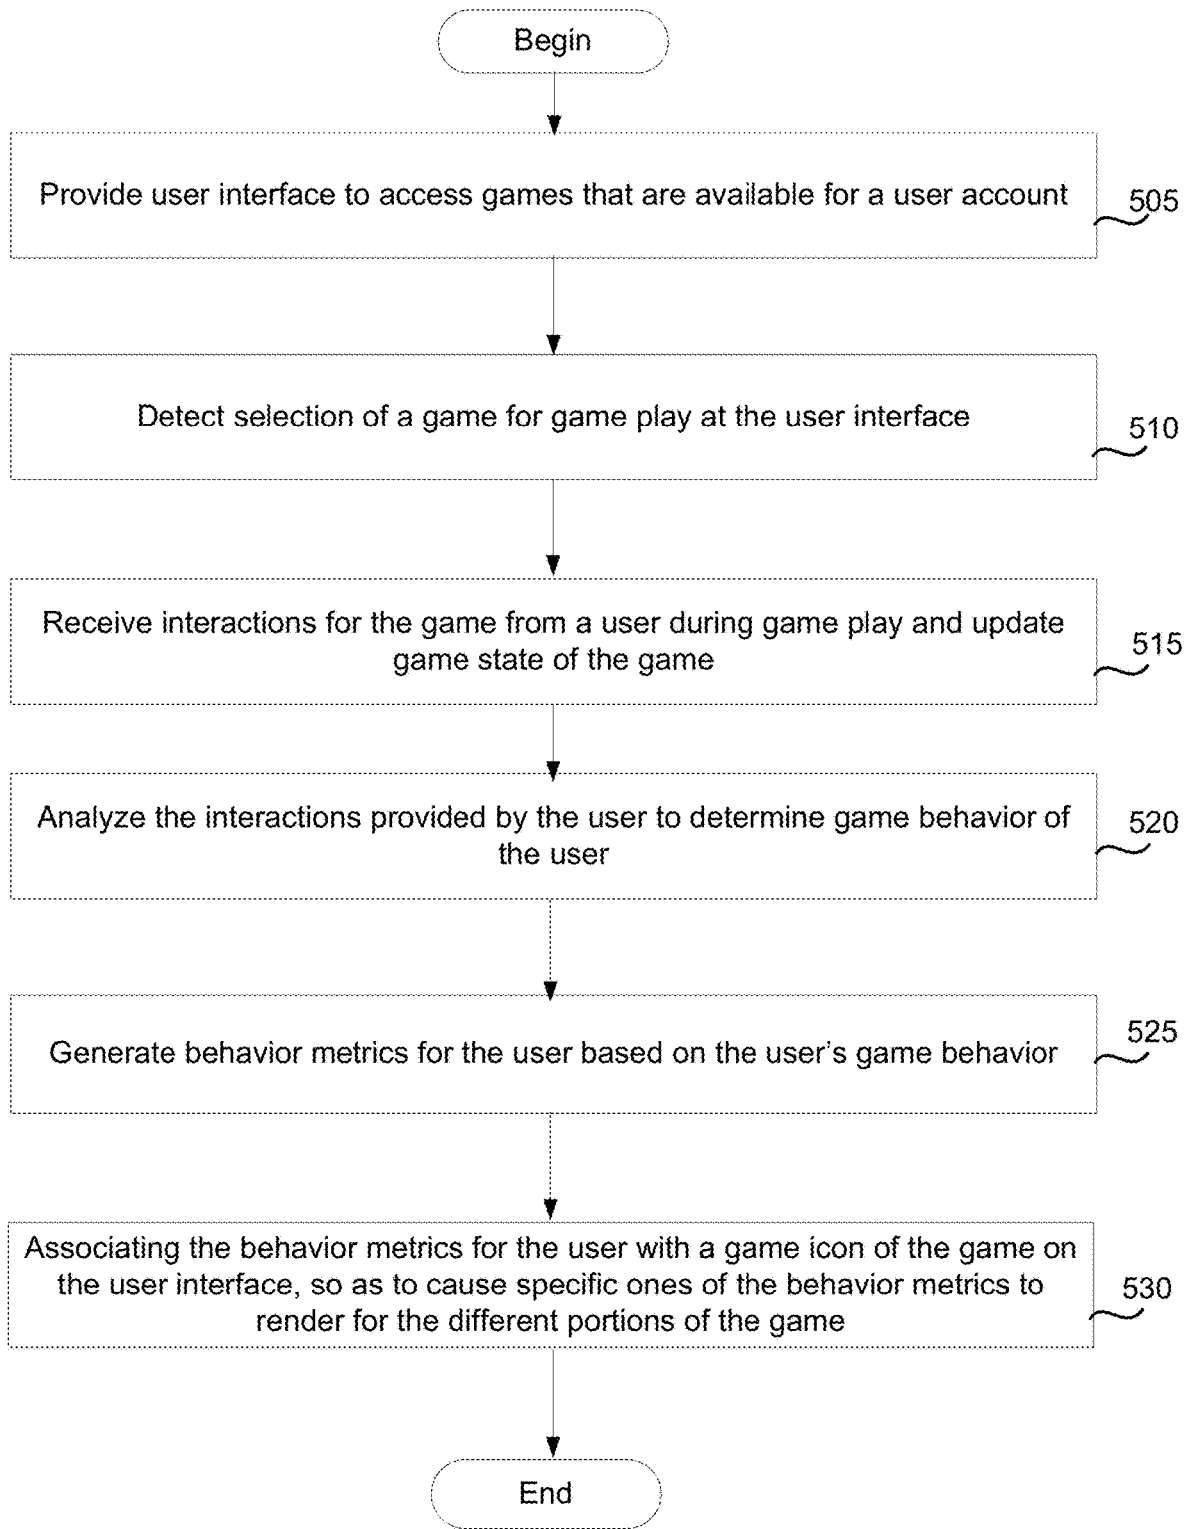 Begin
Provide user interface to access games that are available for a user account
505
Detect selection of a game for game play at the user interface
510
Receive interactions for the game from a user during game play and update
game state of the game
515
Analyze the interactions provided by the user to determine game behavior of
the user
520
Generate behavior metrics for the user based on the user's game behavior
525
Associating the behavior metrics for the user with a game icon of the game on
the user interface, so as to cause specific ones of the behavior metrics to
render for the different portions of the game
530
End